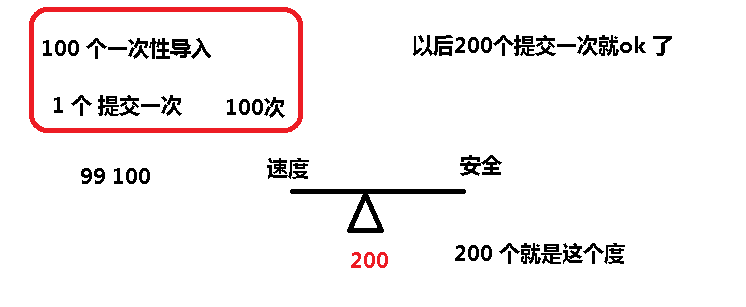 100 个一次性导入
以后200个提交一次就ok 了
1 个 提交一次 100次
99 100
速度
安全
200
200 个就是这个度